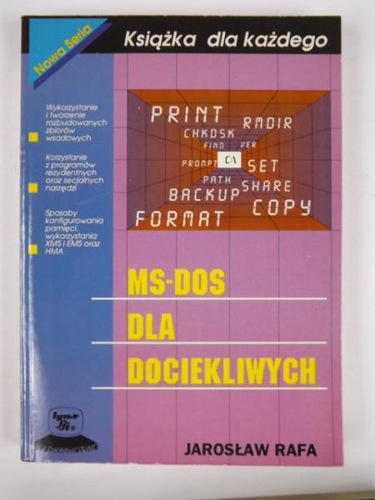 Nowa Seria
Książka dla każdego
Wykorzystanie
i tworzenie
rozbudowanych
zbiorów
wsadowych
Korzystanie
z programów
rezydentnych
oraz secjalnych
narzędzi
Sposoby
konfigurowania
pamięci,
wykorzystania
XMS i EMS oraz
HMA
PRINT
RMDIR
CHKDSK
FIND VER
PROMPT C:\ SET
PATH
SHARE
BACKUP
COPY
FORMAT
MS-DOS
DLA
DOCIEKLIWYCH
JAROSŁAW RAFA